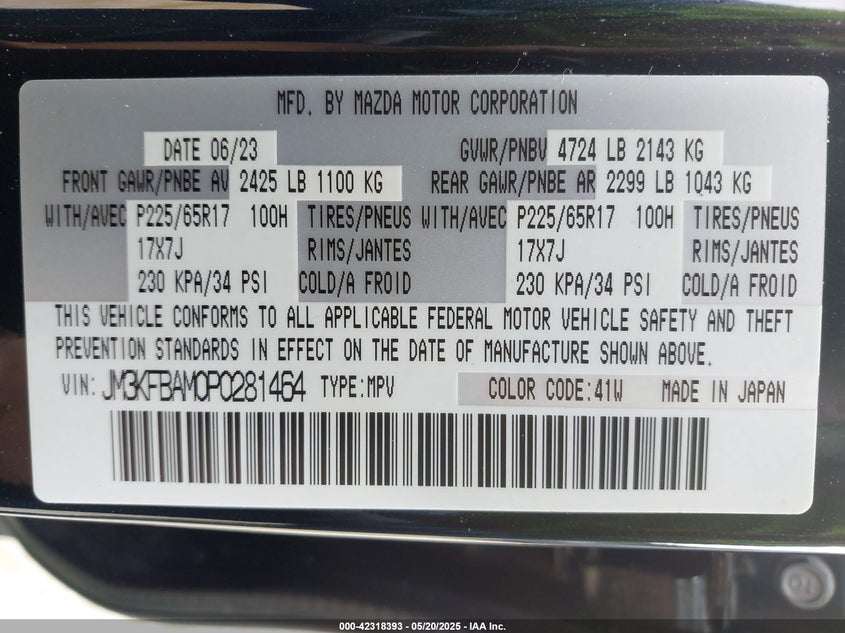 MFD. BY MAZDA MOTOR CORPORATION
DATE 06/23 GVWR/PNBV 4724 LB 2143 KG
FRONT GAWR/PNBE AV 2425 LB 1100 KG REAR GAWR/PNBE AR 2299 LB 1043 KG
WITH/AVEC P225/65R17 100H TIRES/PNEUS WITH/AVEC P225/65R17 100H TIRES/PNEUS
17X7J RIMS/JANTES 17X7J RIMS/JANTES
230 KPA/34 PSI COLD/A FROID 230 KPA/34 PSI COLD/A FROID
THIS VEHICLE CONFORMS TO ALL APPLICABLE FEDERAL MOTOR VEHICLE SAFETY AND THEFT
PREVENTION STANDARDS IN EFFECT ON THE DATE OF MANUFACTURE SHOWN ABOVE.
VIN: JM3KFBAM0P0281464 TYPE:MPV COLOR CODE:41W MADE IN JAPAN
000-42318393 - 05/20/2025 - IAA Inc.